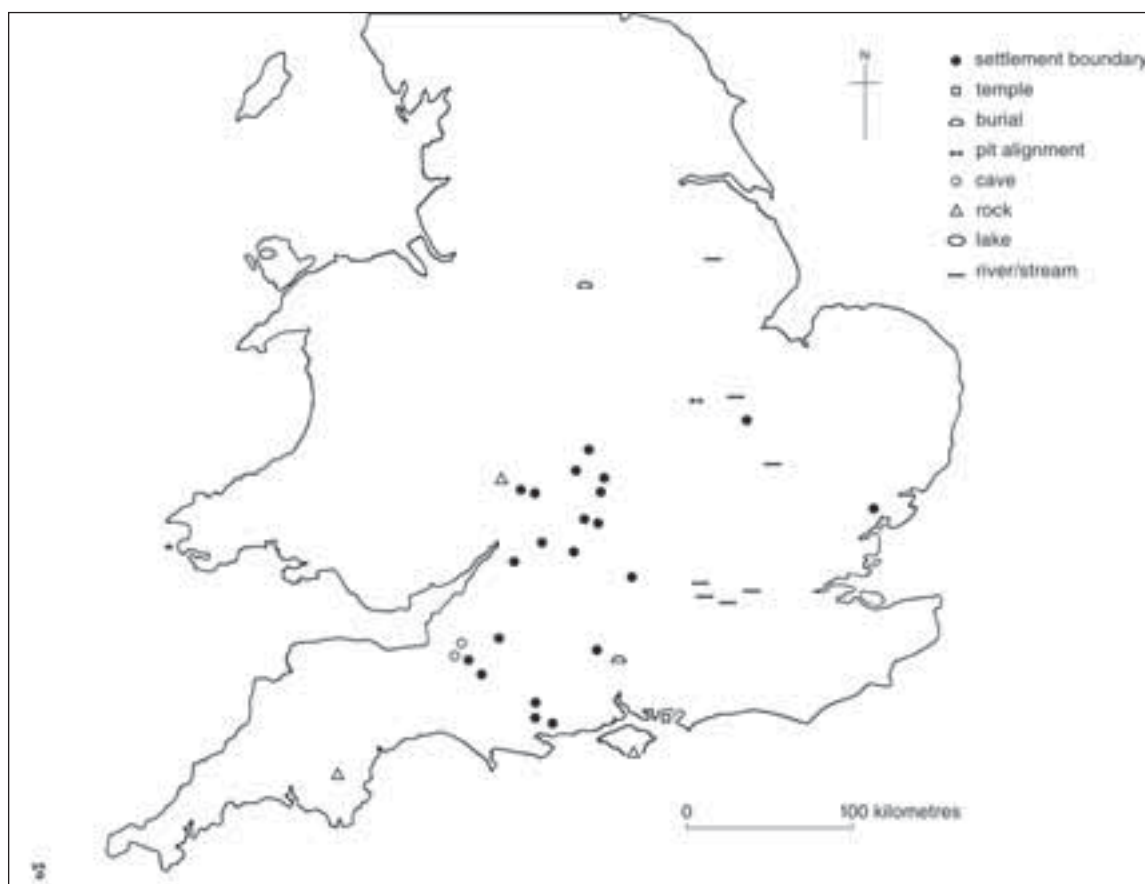 N
settlement boundary
temple
burial
pit alignment
cave
rock
lake
river/stream
0 100 kilometres